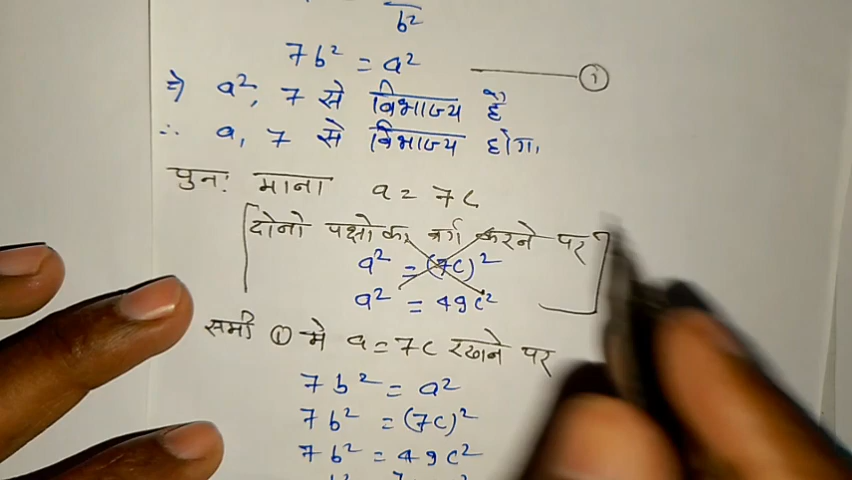 b²
7b² = a² ——— ①
⇒ a², 7 से विभाज्य है
∴ a, 7 से विभाज्य होगा,
पुनः माना a = 7c
[दोनो पक्षो का वर्ग करने पर
a² = (7c)²
a² = 49c² ]
समी ① मे a = 7c रखने पर
7b² = a²
7b² = (7c)²
7b² = 49c²